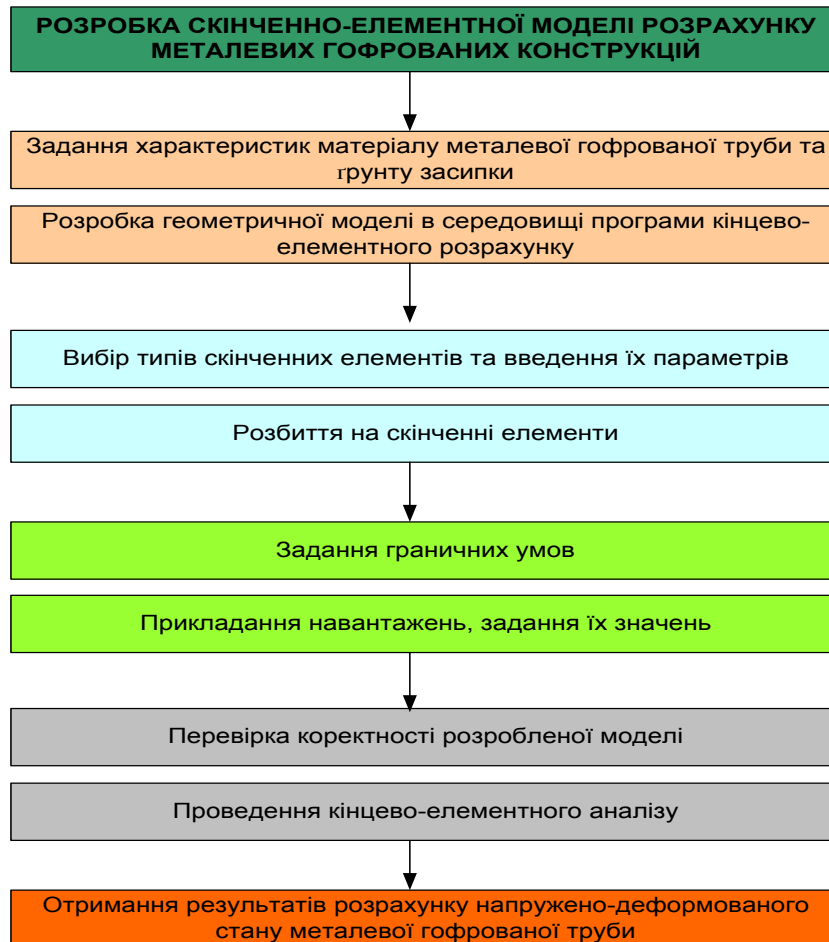 РОЗРОБКА СКІНЧЕННО-ЕЛЕМЕНТНОЇ МОДЕЛІ РОЗРАХУНКУ
МЕТАЛЕВИХ ГОФРОВАНИХ КОНСТРУКЦІЙ
Задання характеристик матеріалу металевої гофрованої труби та
ґрунту засипки
Розробка геометричної моделі в середовищі програми кінцево-
елементного розрахунку
Вибір типів скінченних елементів та введення їх параметрів
Розбиття на скінченні елементи
Задання граничних умов
Прикладання навантажень, задання їх значень
Перевірка коректності розробленої моделі
Проведення кінцево-елементного аналізу
Отримання результатів розрахунку напружено-деформованого
стану металевої гофрованої труби